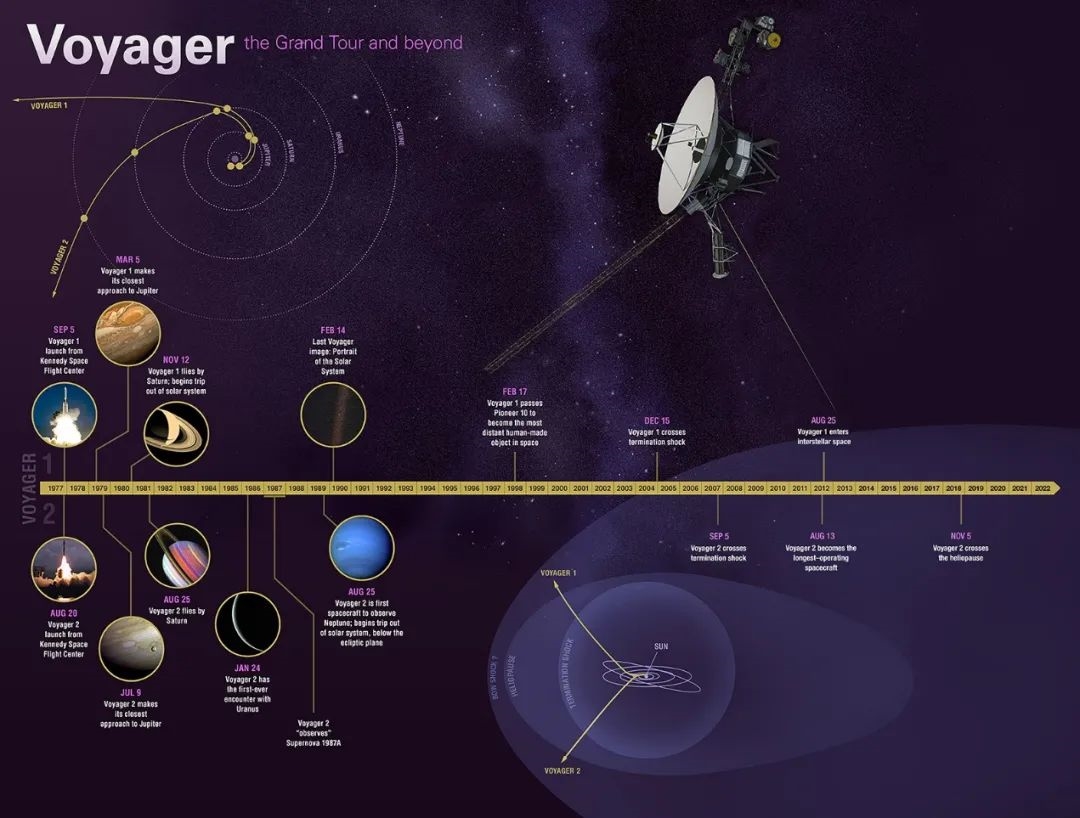 Voyager the Grand Tour and beyond
VOYAGER 1
VOYAGER 2
JUPITER
SATURN
URANUS
NEPTUNE
MAR 5
Voyager 1 makes
its closest
approach to Jupiter
SEP 5
Voyager 1
launch from
Kennedy Space
Flight Center
NOV 12
Voyager 1 flies by
Saturn; begins trip
out of solar system
FEB 14
Last Voyager
image: Portrait
of the Solar
System
FEB 17
Voyager 1 passes
Pioneer 10 to
become the most
distant human-made
object in space
DEC 15
Voyager 1 crosses
termination shock
AUG 25
Voyager 1 enters
interstellar space
VOYAGER
1
2
1977 1978 1979 1980 1981 1982 1983 1984 1985 1986 1987 1988 1989 1990 1991 1992 1993 1994 1995 1996 1997 1998 1999 2000 2001 2002 2003 2004 2005 2006 2007 2008 2009 2010 2011 2012 2013 2014 2015 2016 2017 2018 2019 2020 2021 2022
AUG 20
Voyager 2
launch from
Kennedy Space
Flight Center
JUL 9
Voyager 2 makes
its closest
approach to Jupiter
AUG 25
Voyager 2 flies by
Saturn
JAN 24
Voyager 2 has
the first-ever
encounter with
Uranus
Voyager 2
"observes"
Supernova 1987A
AUG 25
Voyager 2 is first
spacecraft to observe
Neptune; begins trip out
of solar system, below the
ecliptic plane
SEP 5
Voyager 2 crosses
termination shock
AUG 13
Voyager 2 becomes the
longest-operating
spacecraft
NOV 5
Voyager 2 crosses
the heliopause
VOYAGER 1
BOW SHOCK ?
HELIOPAUSE
TERMINATION SHOCK
SUN
VOYAGER 2